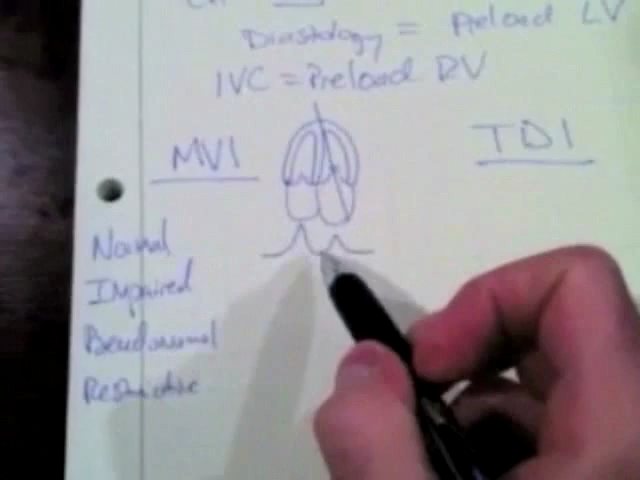 Diastology = Preload LV
IVC = Preload RV
MVI
TDI
Normal
Impaired
Pseudonormal
Restrictive